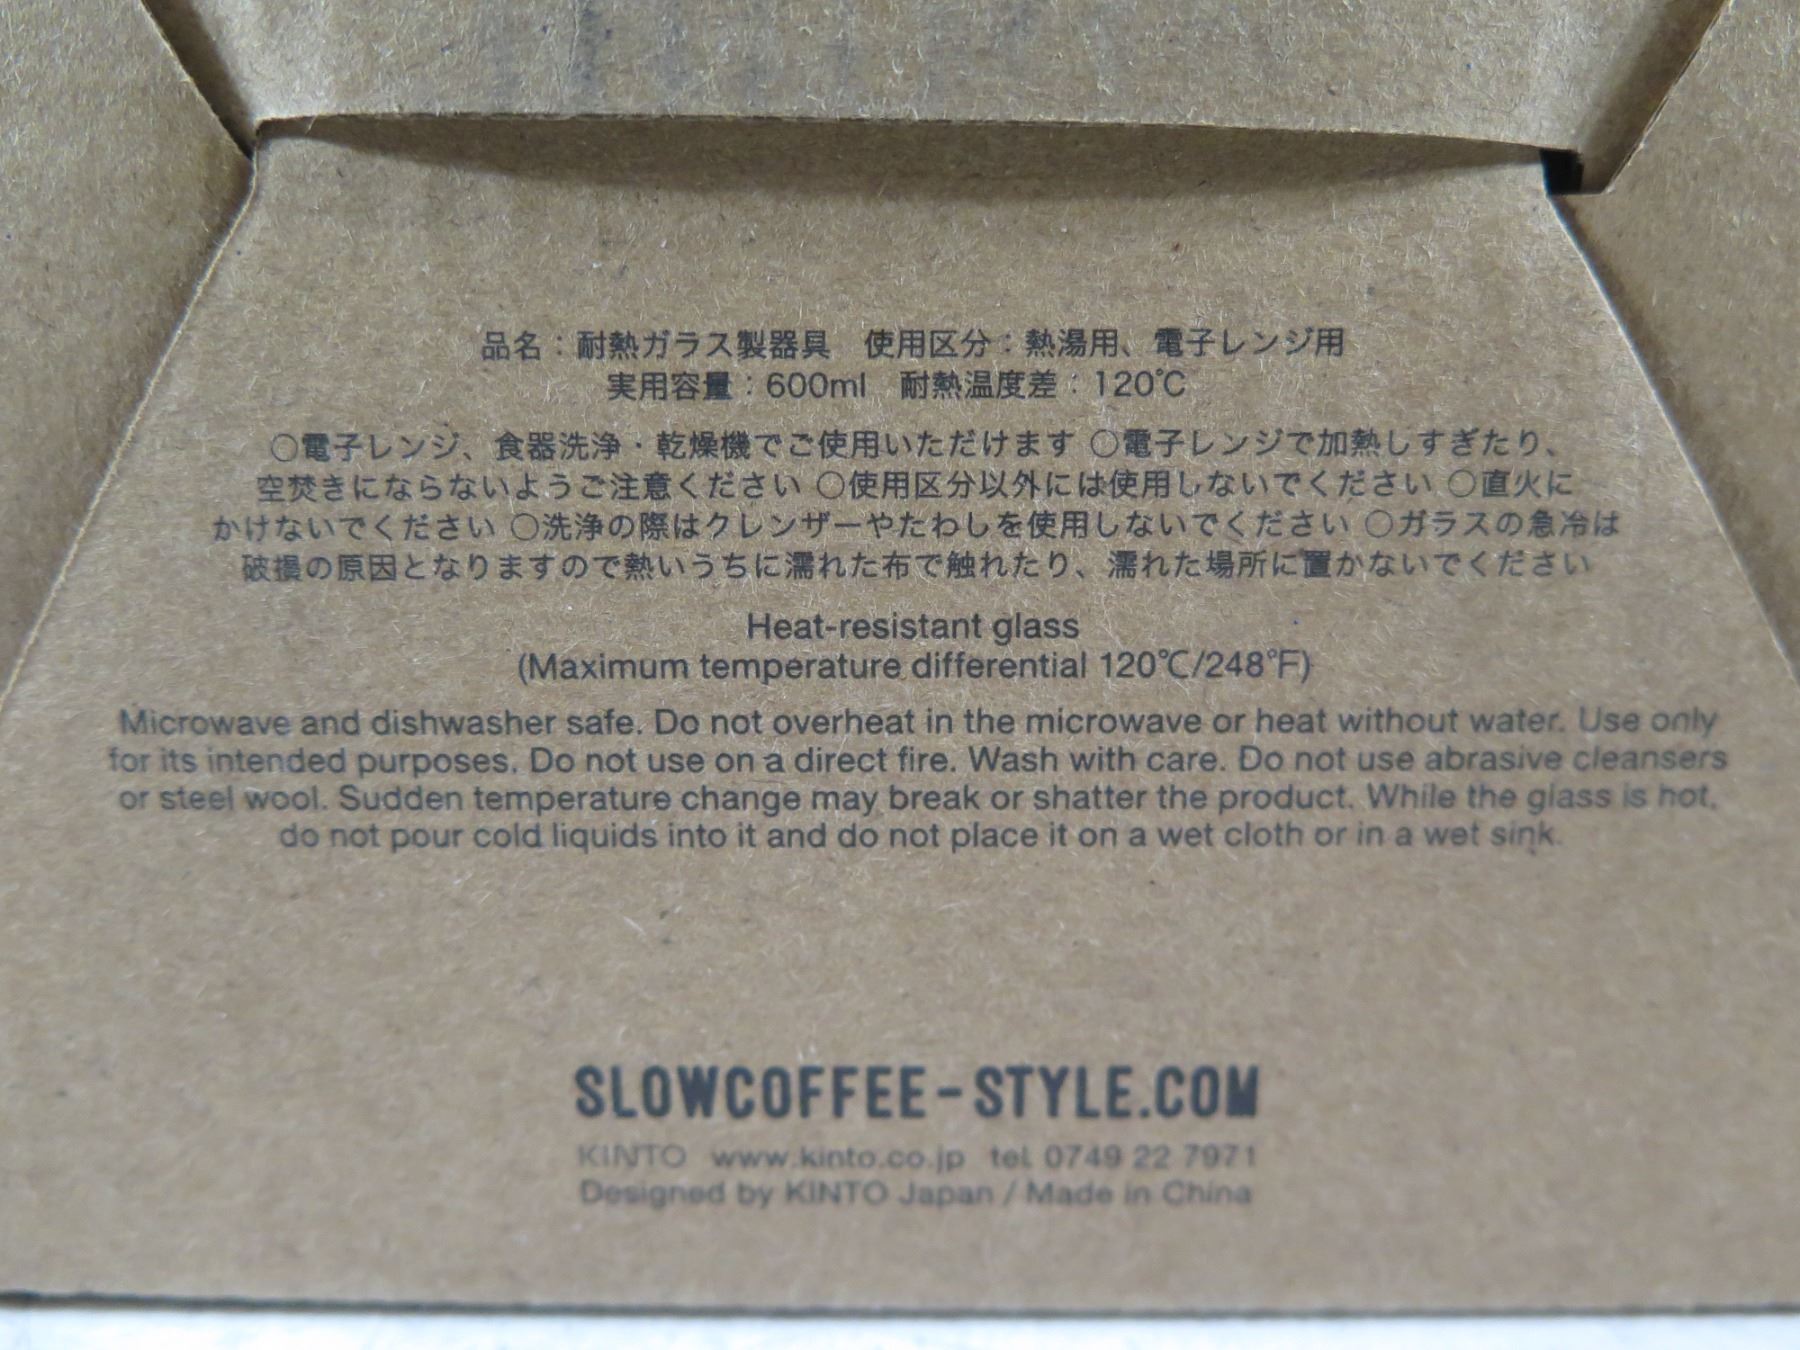 品名：耐熱ガラス製器具　使用区分：熱湯用、電子レンジ用
実用容量：600ml　耐熱温度差：120℃
○電子レンジ、食器洗浄・乾燥機でご使用いただけます ○電子レンジで加熱しすぎたり、
空焚きにならないようご注意ください ○使用区分以外には使用しないでください ○直火に
かけないでください ○洗浄の際はクレンザーやたわしを使用しないでください ○ガラスの急冷は
破損の原因となりますので熱いうちに濡れた布で触れたり、濡れた場所に置かないでください
Heat-resistant glass
(Maximum temperature differential 120℃/248℉)
Microwave and dishwasher safe. Do not overheat in the microwave or heat without water. Use only
for its intended purposes. Do not use on a direct fire. Wash with care. Do not use abrasive cleansers
or steel wool. Sudden temperature change may break or shatter the product. While the glass is hot,
do not pour cold liquids into it and do not place it on a wet cloth or in a wet sink.
SLOWCOFFEE-STYLE.COM
KINTO www.kinto.co.jp tel. 0749 22 7971
Designed by KINTO Japan / Made in China